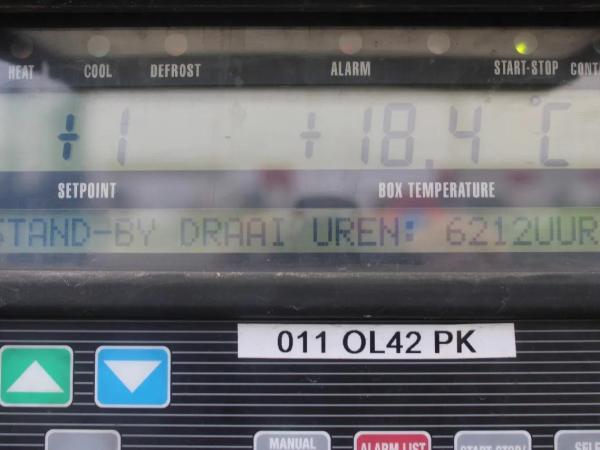 HEAT COOL DEFROST ALARM START-STOP
+1 +18.4 °C
SETPOINT BOX TEMPERATURE
STAND-BY DRAAI UREN: 6212UUR
011 OL42 PK
MANUAL ALARM LIST